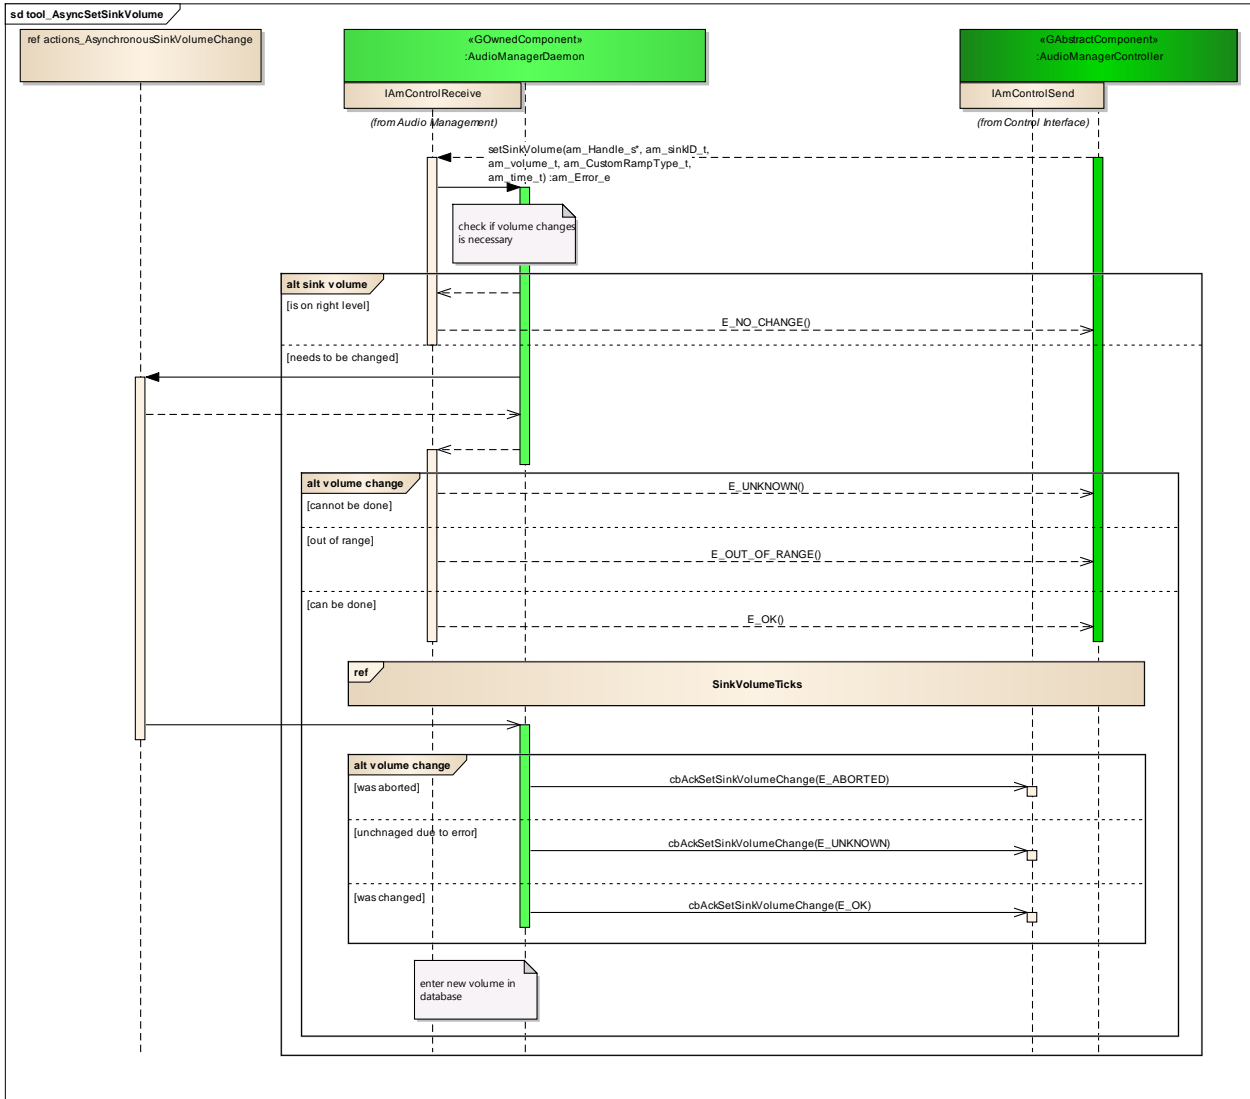 sd tool_AsyncSetSinkVolume
ref actions_AsynchronousSinkVolumeChange
«GOwnedComponent»
:AudioManagerDaemon
«GAbstractComponent»
:AudioManagerController
IAmControlReceive
IAmControlSend
(from Audio Management)
(from Control Interface)
setSinkVolume(am_Handle_s*, am_sinkID_t,
am_volume_t, am_CustomRampType_t,
am_time_t) :am_Error_e
check if volume changes
is necessary
alt sink volume
[is on right level]
E_NO_CHANGE()
[needs to be changed]
alt volume change
E_UNKNOWN()
[cannot be done]
[out of range]
E_OUT_OF_RANGE()
[can be done]
E_OK()
ref
SinkVolumeTicks
alt volume change
cbAckSetSinkVolumeChange(E_ABORTED)
[was aborted]
[unchnaged due to error]
cbAckSetSinkVolumeChange(E_UNKNOWN)
[was changed]
cbAckSetSinkVolumeChange(E_OK)
enter new volume in
database